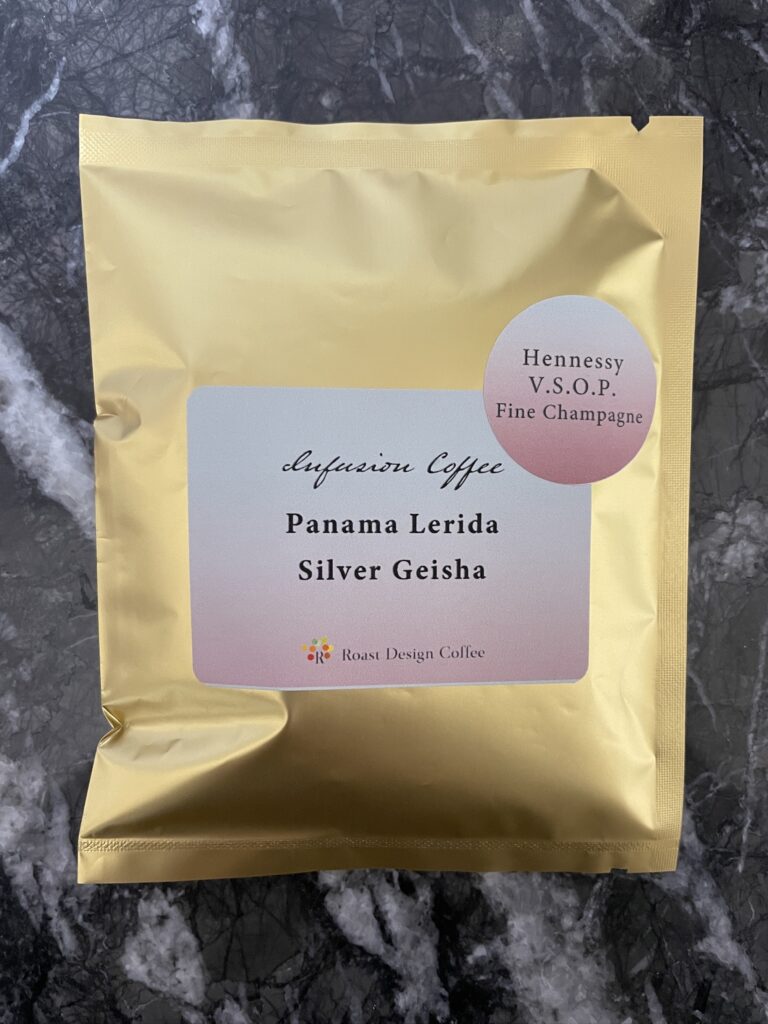 Hennessy
V.S.O.P.
Fine Champagne
Infusion Coffee
Panama Lerida
Silver Geisha
R Roast Design Coffee